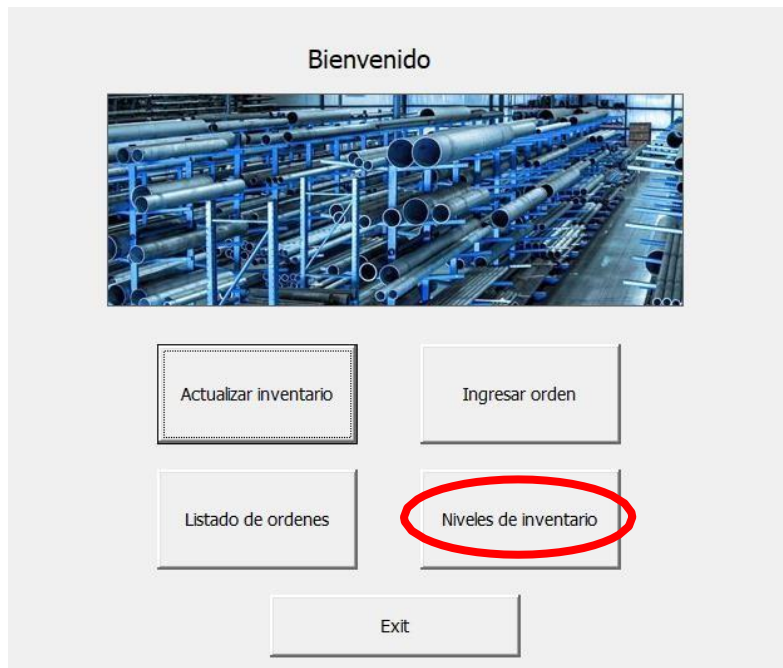 Bienvenido
Actualizar inventario
Ingresar orden
Listado de ordenes
Niveles de inventario
Exit